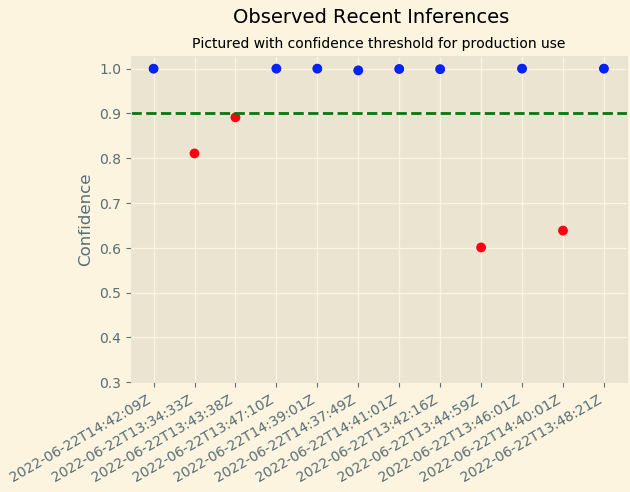 Observed Recent Inferences
Pictured with confidence threshold for production use
1.0
0.9
0.8
0.7
0.6
0.5
0.4
0.3
Confidence
2022-06-22T14:42:09Z
2022-06-22T13:34:33Z
2022-06-22T13:43:38Z
2022-06-22T13:47:10Z
2022-06-22T14:39:01Z
2022-06-22T14:37:49Z
2022-06-22T14:41:01Z
2022-06-22T13:42:16Z
2022-06-22T13:44:59Z
2022-06-22T13:46:01Z
2022-06-22T14:40:01Z
2022-06-22T13:48:21Z